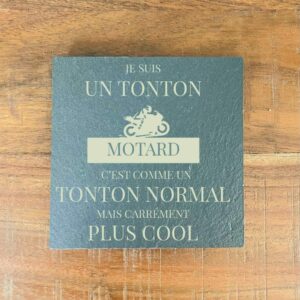 JE SUIS
UN TONTON
MOTARD
C'EST COMME UN
TONTON NORMAL
MAIS CARRÉMENT
PLUS COOL